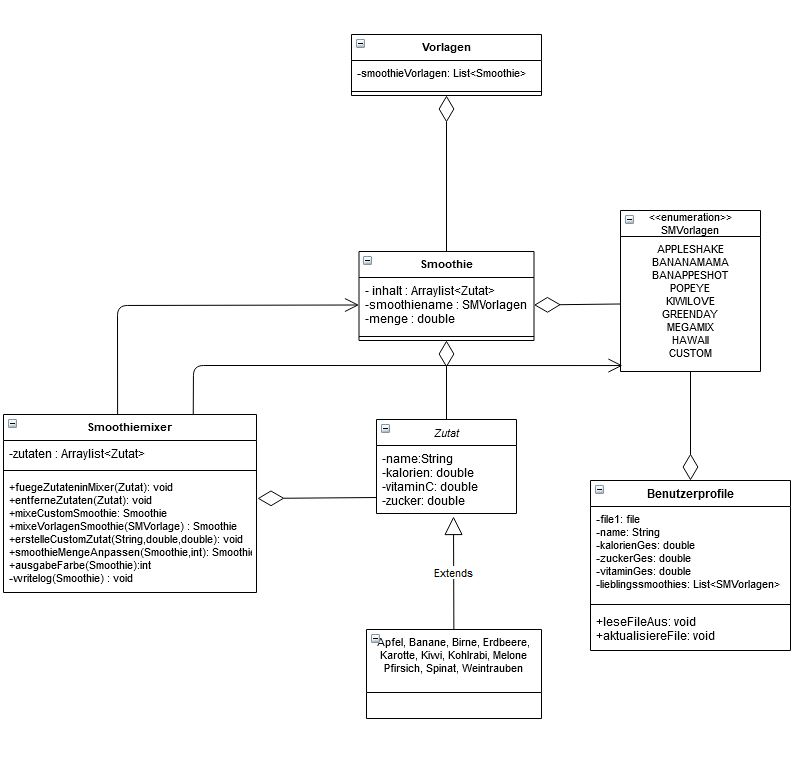 Vorlagen
-smoothieVorlagen: List<Smoothie>
<<enumeration>>
SMVorlagen
APPLESHAKE
BANANAMAMA
BANAPPESHOT
POPEYE
KIWILOVE
GREENDAY
MEGAMIX
HAWAII
CUSTOM
Smoothie
- inhalt : Arraylist<Zutat>
-smoothiename : SMVorlagen
-menge : double
Smoothiemixer
-zutaten : Arraylist<Zutat>
+fuegeZutateninMixer(Zutat): void
+entferneZutaten(Zutat): void
+mixeCustomSmoothie: Smoothie
+mixeVorlagenSmoothie(SMVorlage) : Smoothie
+erstelleCustomZutat(String,double,double): void
+smoothieMengeAnpassen(Smoothie,int): Smoothi
+ausgabeFarbe(Smoothie):int
-writelog(Smoothie) : void
Zutat
-name:String
-kalorien: double
-vitaminC: double
-zucker: double
Extends
Apfel, Banane, Birne, Erdbeere,
Karotte, Kiwi, Kohlrabi, Melone
Pfirsich, Spinat, Weintrauben
Benutzerprofile
-file1: file
-name: String
-kalorienGes: double
-zuckerGes: double
-vitaminGes: double
-lieblingssmoothies: List<SMVorlagen>
+leseFileAus: void
+aktualisiereFile: void